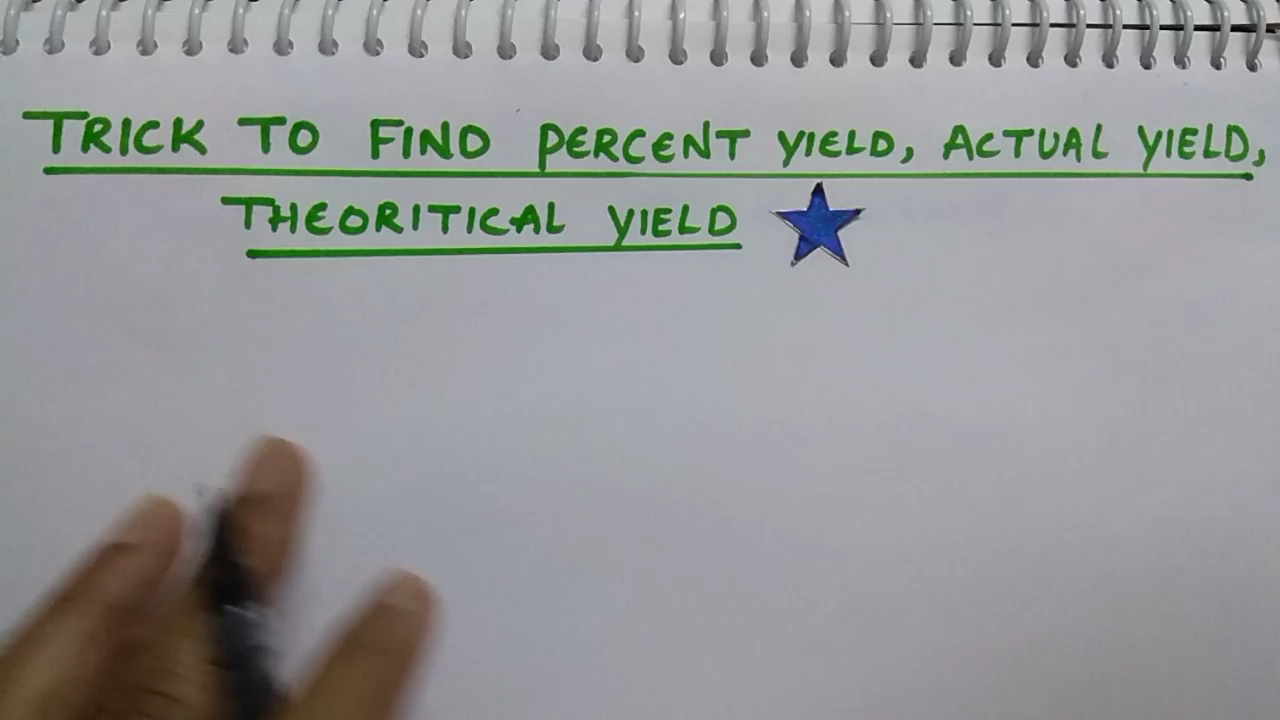 TRICK TO FIND PERCENT YIELD, ACTUAL YIELD,
THEORITICAL YIELD